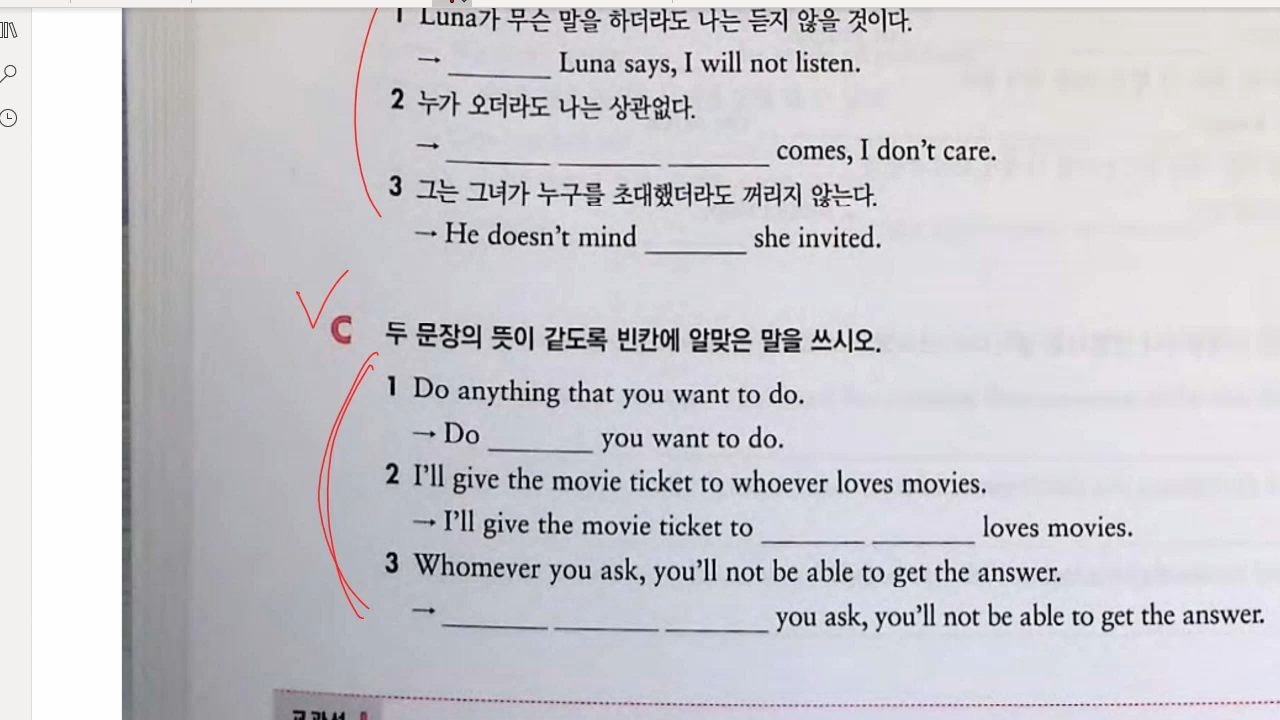 1 Luna가 무슨 말을 하더라도 나는 듣지 않을 것이다.
→ ________ Luna says, I will not listen.
2 누가 오더라도 나는 상관없다.
→ ________ ________ ________ comes, I don't care.
3 그는 그녀가 누구를 초대했더라도 꺼리지 않는다.
→ He doesn't mind ________ she invited.
C 두 문장의 뜻이 같도록 빈칸에 알맞은 말을 쓰시오.
1 Do anything that you want to do.
→ Do ________ you want to do.
2 I'll give the movie ticket to whoever loves movies.
→ I'll give the movie ticket to ________ ________ loves movies.
3 Whomever you ask, you'll not be able to get the answer.
→ ________ ________ ________ you ask, you'll not be able to get the answer.